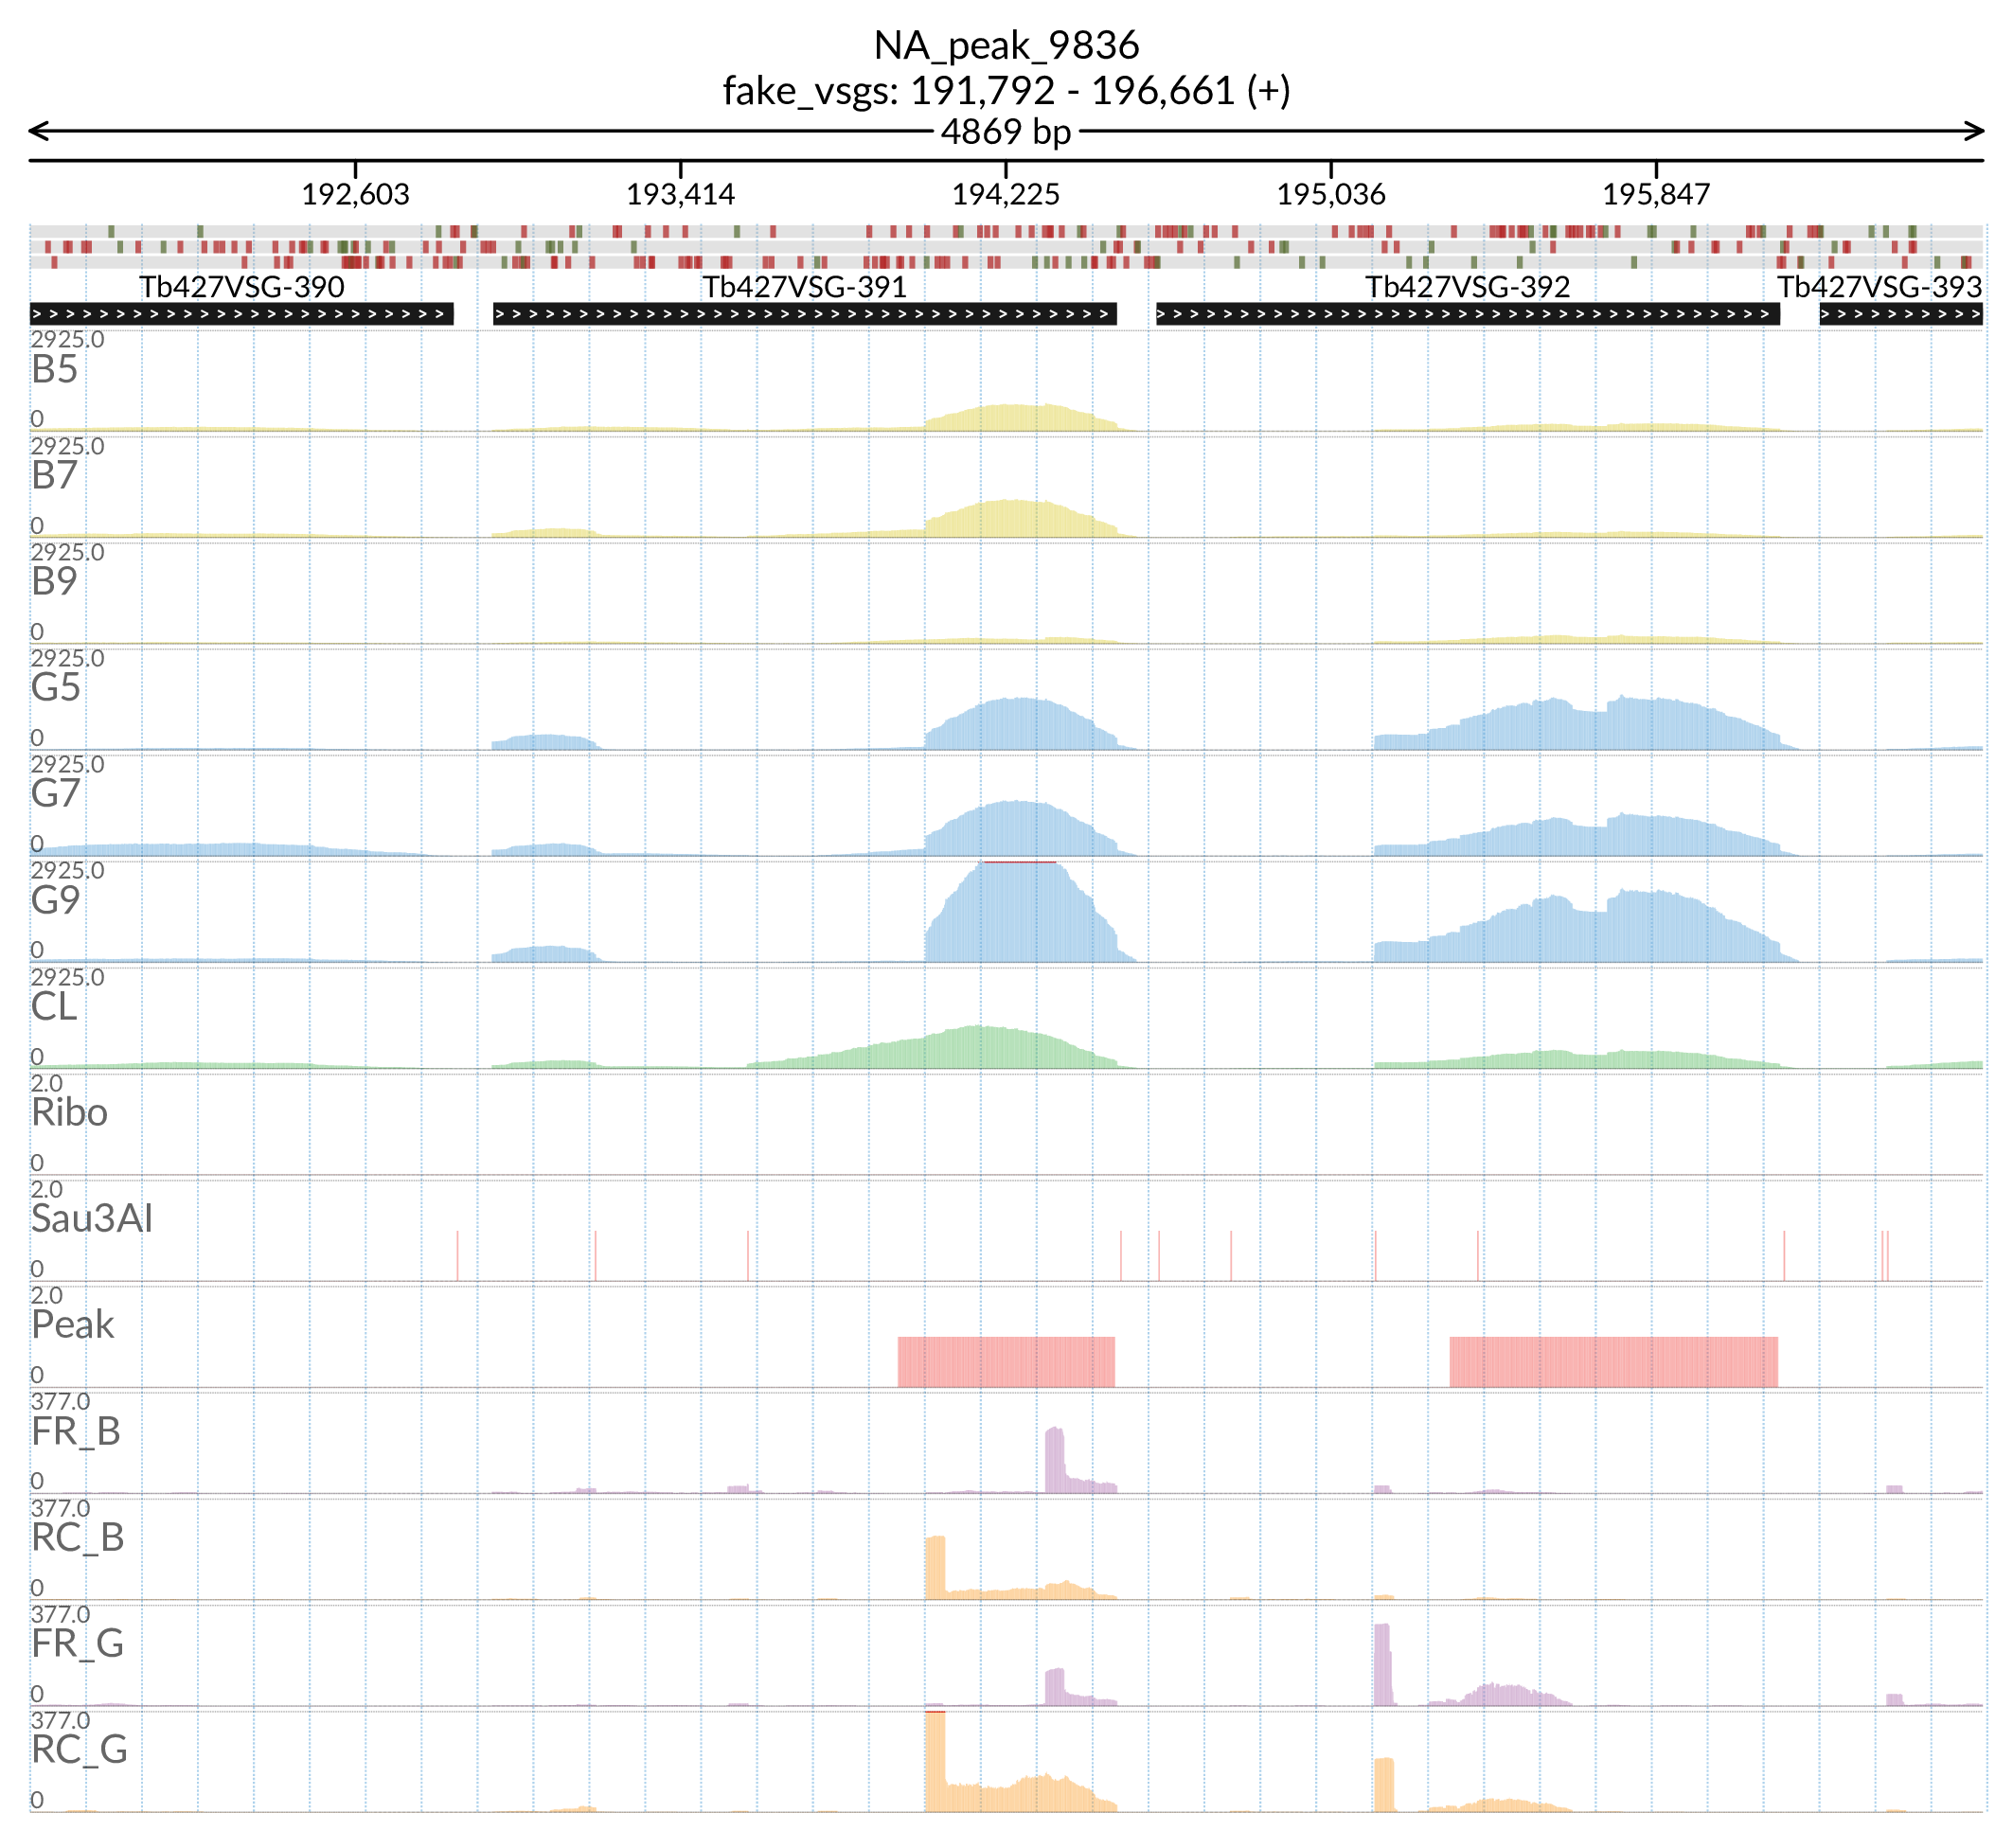 NA_peak_9836
fake_vsgs: 191,792 - 196,661 (+)
4869 bp
192,603 193,414 194,225 195,036 195,847
Tb427VSG-390 Tb427VSG-391 Tb427VSG-392 Tb427VSG-393
2925.0
B5
0
2925.0
B7
0
2925.0
B9
0
2925.0
G5
0
2925.0
G7
0
2925.0
G9
0
2925.0
CL
0
2.0
Ribo
0
2.0
Sau3AI
0
2.0
Peak
0
377.0
FR_B
0
377.0
RC_B
0
377.0
FR_G
0
377.0
RC_G
0